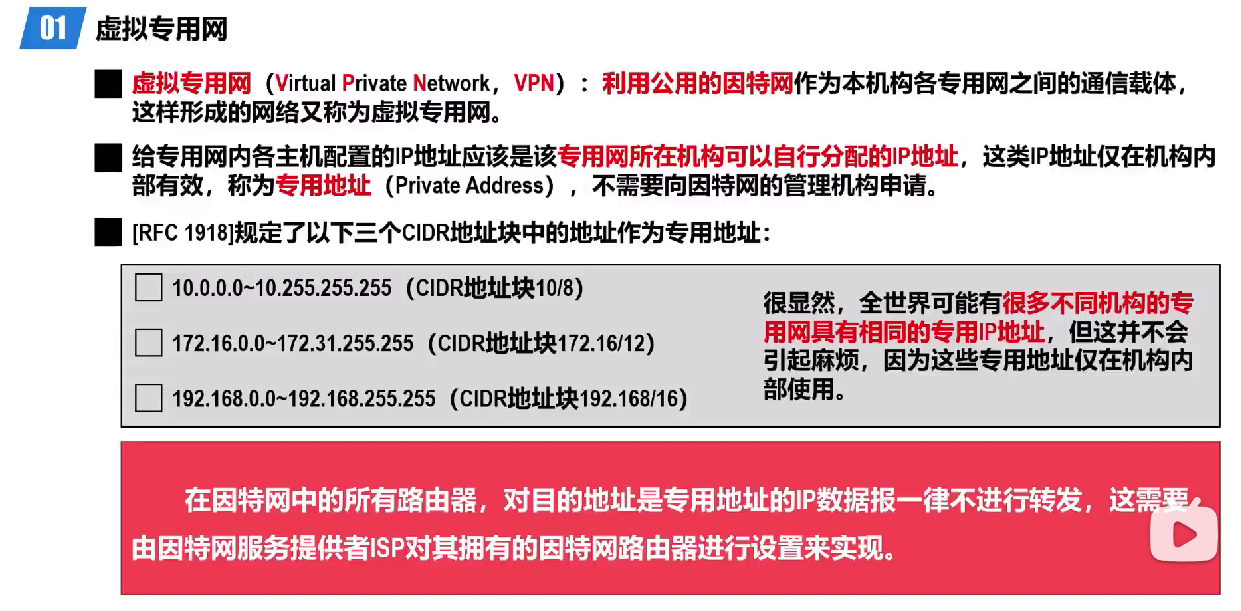 01 虚拟专用网
虚拟专用网（Virtual Private Network，VPN）：利用公用的因特网作为本机构各专用网之间的通信载体，
这样形成的网络又称为虚拟专用网。
给专用网内各主机配置的IP地址应该是该专用网所在机构可以自行分配的IP地址，这类IP地址仅在机构内
部有效，称为专用地址（Private Address），不需要向因特网的管理机构申请。
[RFC 1918]规定了以下三个CIDR地址块中的地址作为专用地址：
10.0.0.0~10.255.255.255（CIDR地址块10/8）
172.16.0.0~172.31.255.255（CIDR地址块172.16/12）
192.168.0.0~192.168.255.255（CIDR地址块192.168/16）
很显然，全世界可能有很多不同机构的专
用网具有相同的专用IP地址，但这并不会
引起麻烦，因为这些专用地址仅在机构内
部使用。
在因特网中的所有路由器，对目的地址是专用地址的IP数据报一律不进行转发，这需要
由因特网服务提供者ISP对其拥有的因特网路由器进行设置来实现。